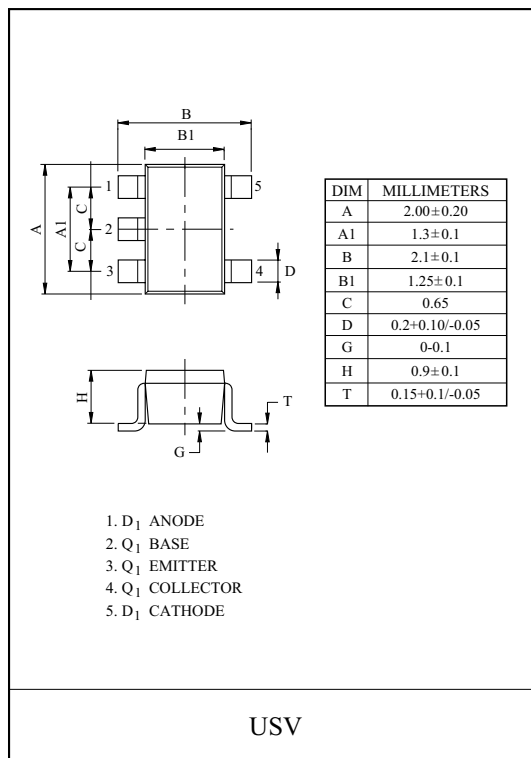 B
B1
1
5
C
A
A1
2
C
3
4
D
H
T
G
DIM MILLIMETERS
A 2.00±0.20
A1 1.3±0.1
B 2.1±0.1
B1 1.25±0.1
C 0.65
D 0.2+0.10/-0.05
G 0-0.1
H 0.9±0.1
T 0.15+0.1/-0.05
1. D1 ANODE
2. Q1 BASE
3. Q1 EMITTER
4. Q1 COLLECTOR
5. D1 CATHODE
USV